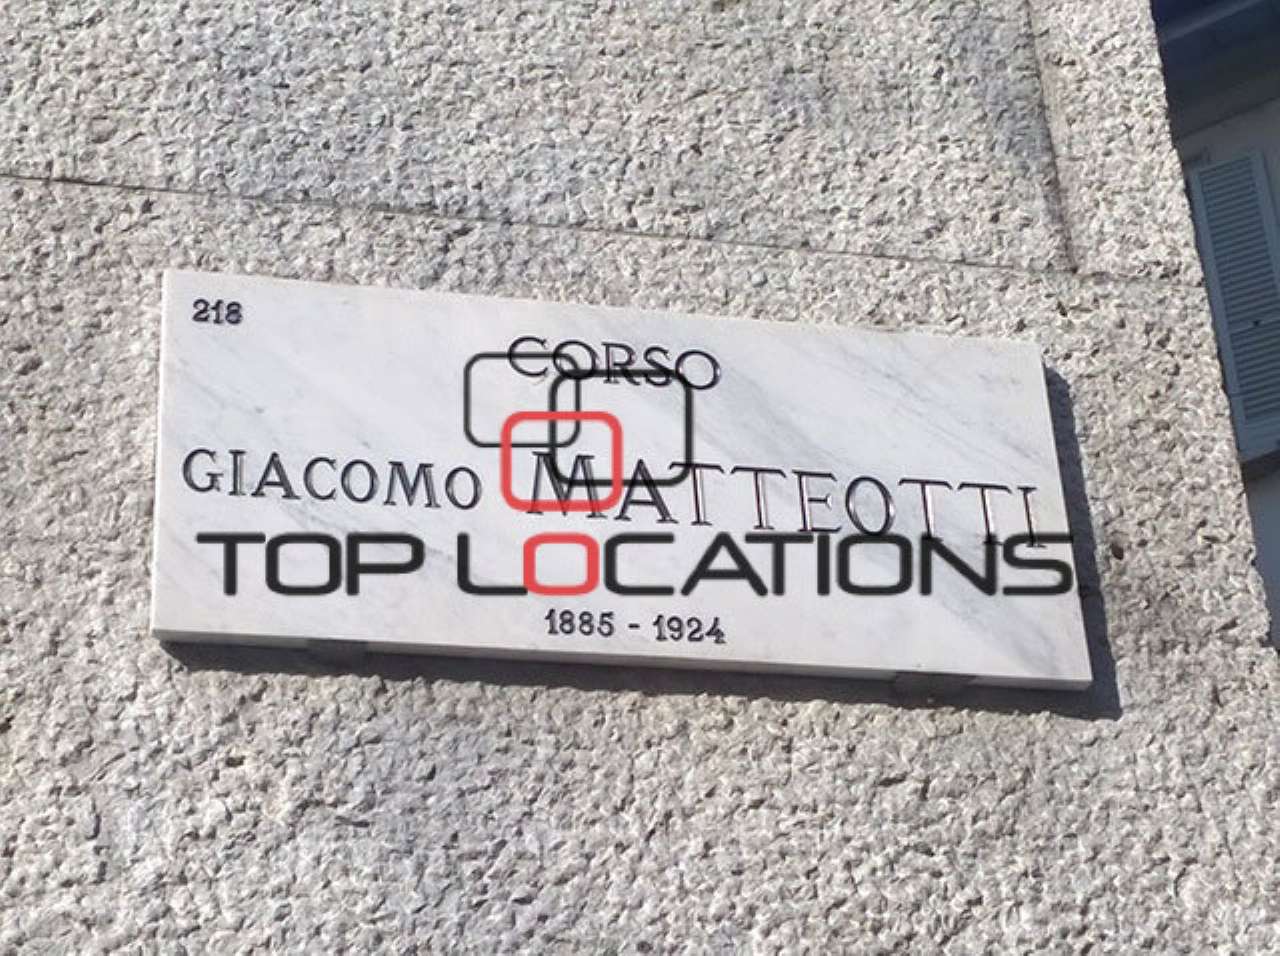 218
CORSO
GIACOMO MATTEOTTI
TOP LOCATIONS
1885 - 1924